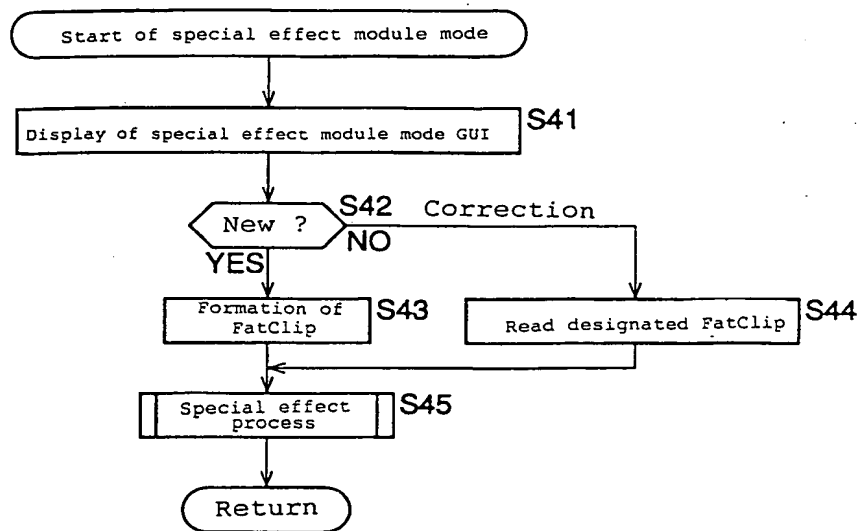 Start of special effect module mode
Display of special effect module mode GUI
S41
New ?
S42
Correction
NO
YES
Formation of
FatClip
S43
Read designated FatClip
S44
Special effect
process
S45
Return